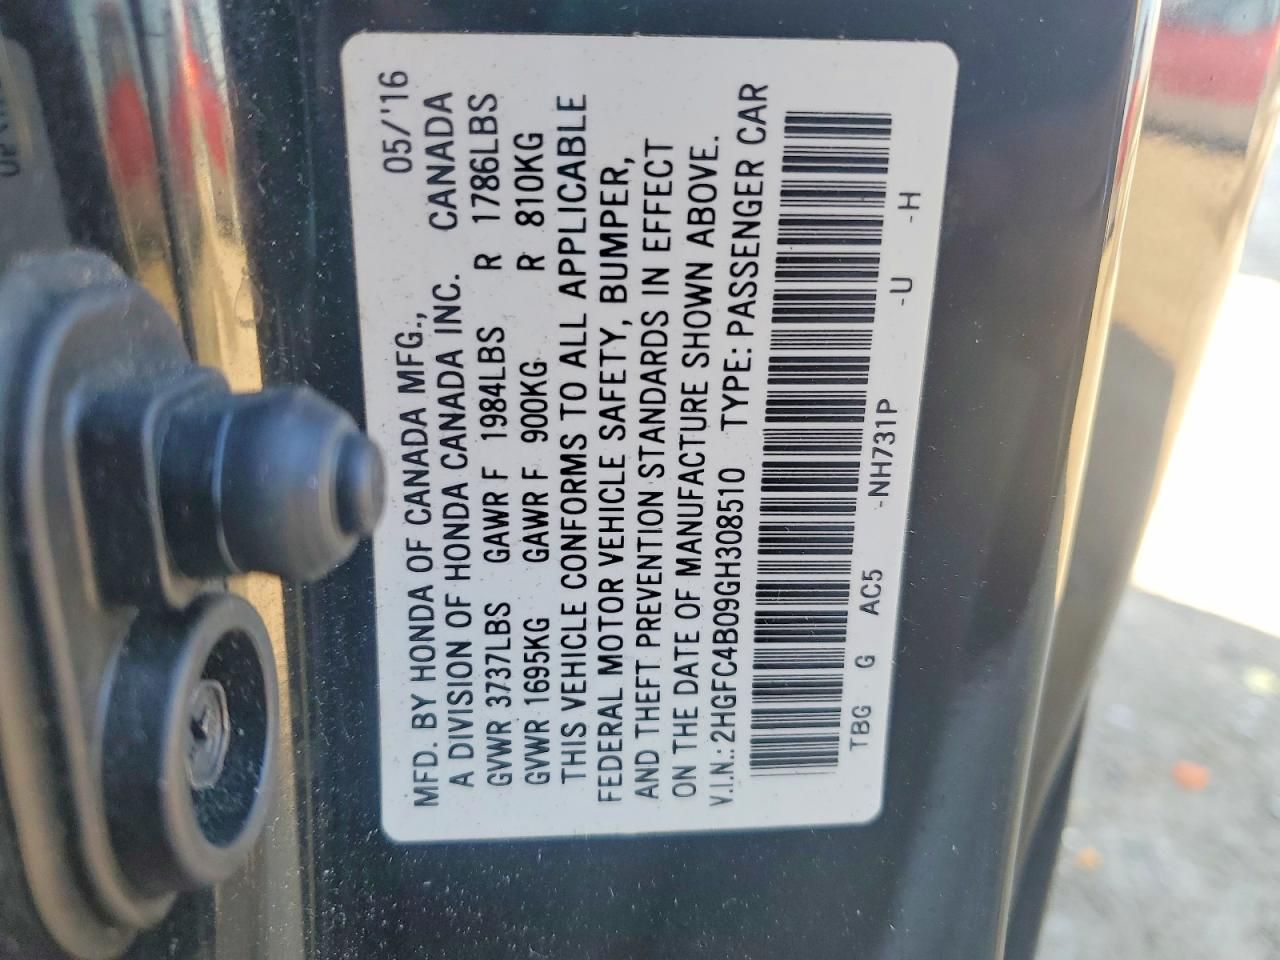 MFD. BY HONDA OF CANADA MFG., 05/'16
A DIVISION OF HONDA CANADA INC. CANADA
GVWR 3737LBS GAWR F 1984LBS R 1786LBS
GVWR 1695KG GAWR F 900KG R 810KG
THIS VEHICLE CONFORMS TO ALL APPLICABLE
FEDERAL MOTOR VEHICLE SAFETY, BUMPER,
AND THEFT PREVENTION STANDARDS IN EFFECT
ON THE DATE OF MANUFACTURE SHOWN ABOVE.
V.I.N.: 2HGFC4B09GH308510 TYPE: PASSENGER CAR
TBG G AC5 -NH731P -U -H